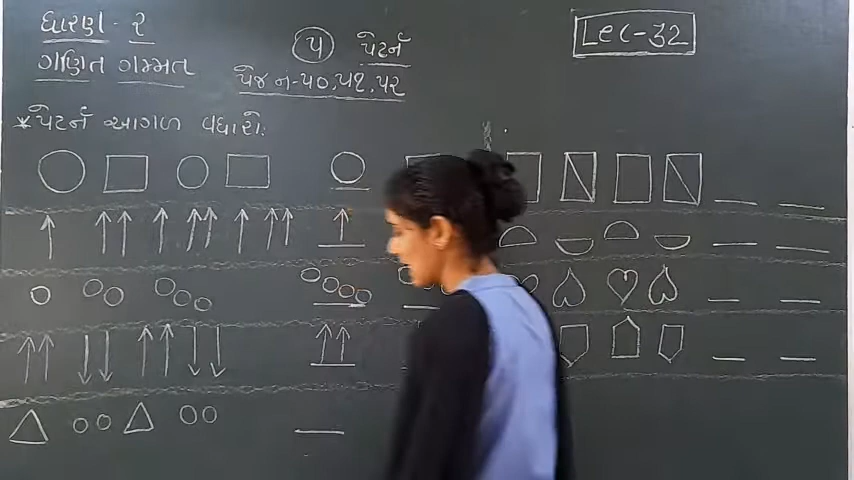 ધોરણ - ૨
ગણિત ગમ્મત
૫ પેટર્ન
પેજ નં-૫૦,૫૧,૫૨
Lec-32
* પેટર્ન આગળ વધારો: